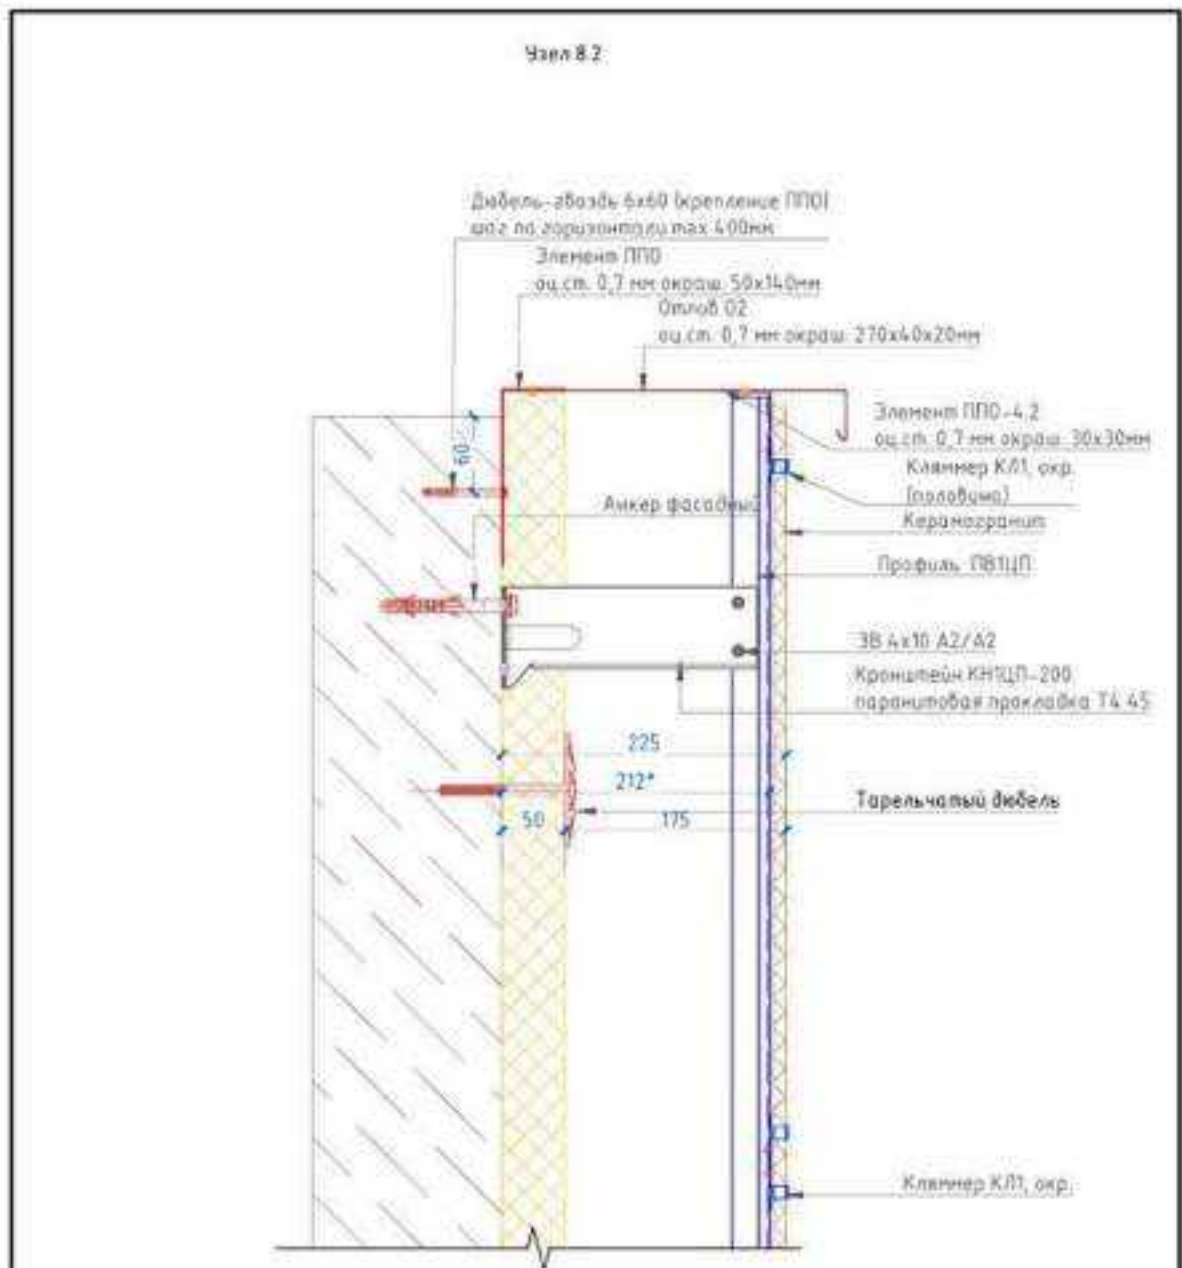 Узел 8.2
Дюбель-гвоздь 6х60 (крепление ППО)
шаг по горизонтали max 400мм
Элемент ППО
оц.ст. 0,7 мм окраш. 50х140мм
Отлив О2
оц.ст. 0,7 мм окраш. 270х40х20мм
Элемент ППО-4.2
оц.ст. 0,7 мм окраш. 30х30мм
Кляммер КЛ1, окр.
(половина)
60
Анкер фасадный
Керамогранит
Профиль ПВ1ЦП
ЗВ 4х10 А2/А2
Кронштейн КН1ЦП-200
паронитовая прокладка Т4.45
225
212*
Тарельчатый дюбель
50
175
Кляммер КЛ1, окр.